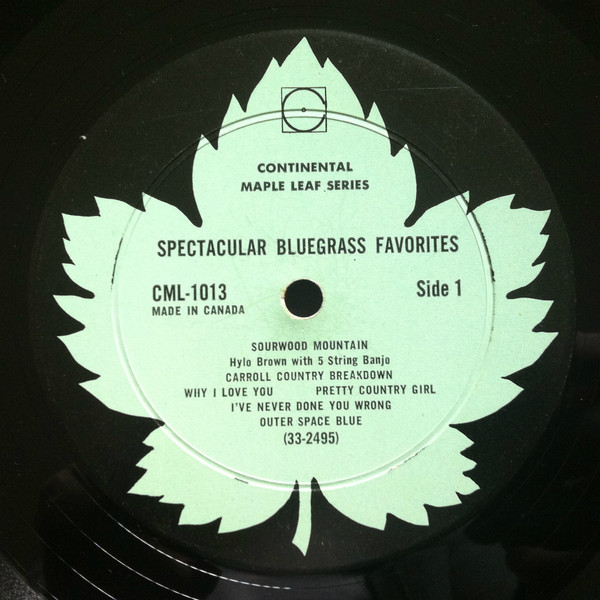 CONTINENTAL
MAPLE LEAF SERIES
SPECTACULAR BLUEGRASS FAVORITES
CML-1013 Side 1
MADE IN CANADA
SOURWOOD MOUNTAIN
Hylo Brown with 5 String Banjo
CARROLL COUNTRY BREAKDOWN
WHY I LOVE YOU PRETTY COUNTRY GIRL
I'VE NEVER DONE YOU WRONG
OUTER SPACE BLUE
(33-2495)